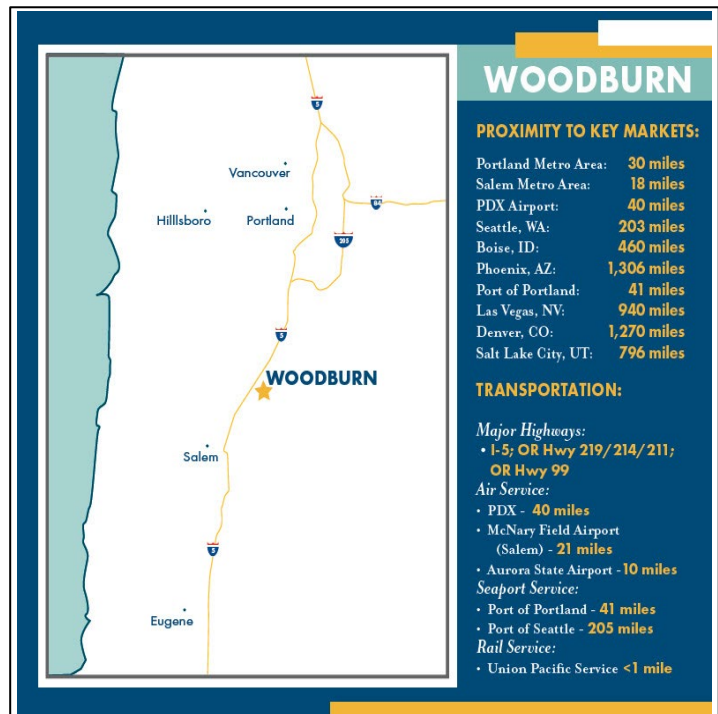 WOODBURN
PROXIMITY TO KEY MARKETS:
Portland Metro Area: 30 miles
Salem Metro Area: 18 miles
PDX Airport: 40 miles
Seattle, WA: 203 miles
Boise, ID: 460 miles
Phoenix, AZ: 1,306 miles
Port of Portland: 41 miles
Las Vegas, NV: 940 miles
Denver, CO: 1,270 miles
Salt Lake City, UT: 796 miles
TRANSPORTATION:
Major Highways:
• I-5; OR Hwy 219/214/211;
OR Hwy 99
Air Service:
• PDX - 40 miles
• McNary Field Airport
(Salem) - 21 miles
• Aurora State Airport - 10 miles
Seaport Service:
• Port of Portland - 41 miles
• Port of Seattle - 205 miles
Rail Service:
• Union Pacific Service <1 mile
5
Vancouver
84
Hilllsboro
Portland
205
5
WOODBURN
Salem
5
Eugene